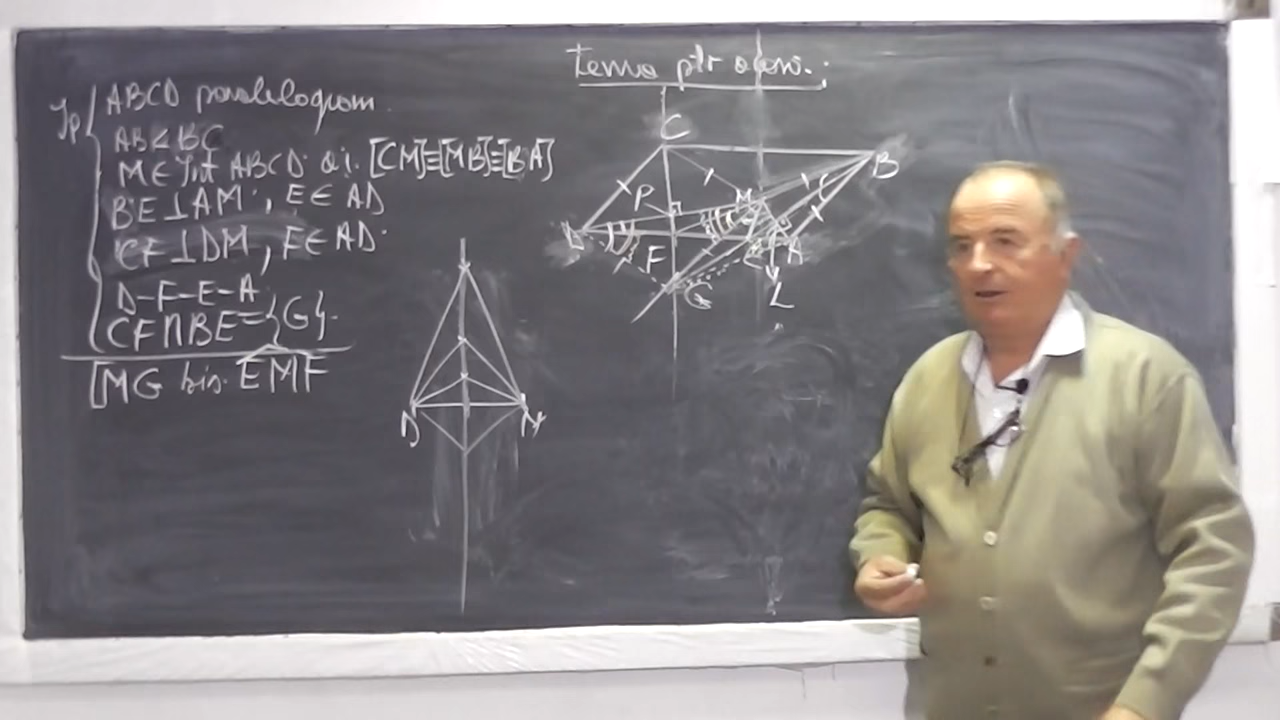 Tema ptr acasă:
Ip { ABCD paralelogram.
AB<BC
M∈Int ABCD a.î. [CM]≡[MB]≡[BA]
BE⊥AM ; E∈AD
CF⊥DM , F∈AD
D-F-E-A
CF∩BE={G}.
[MG bis. EMF
C
B
P
M
D
F
A
G
L
D
M